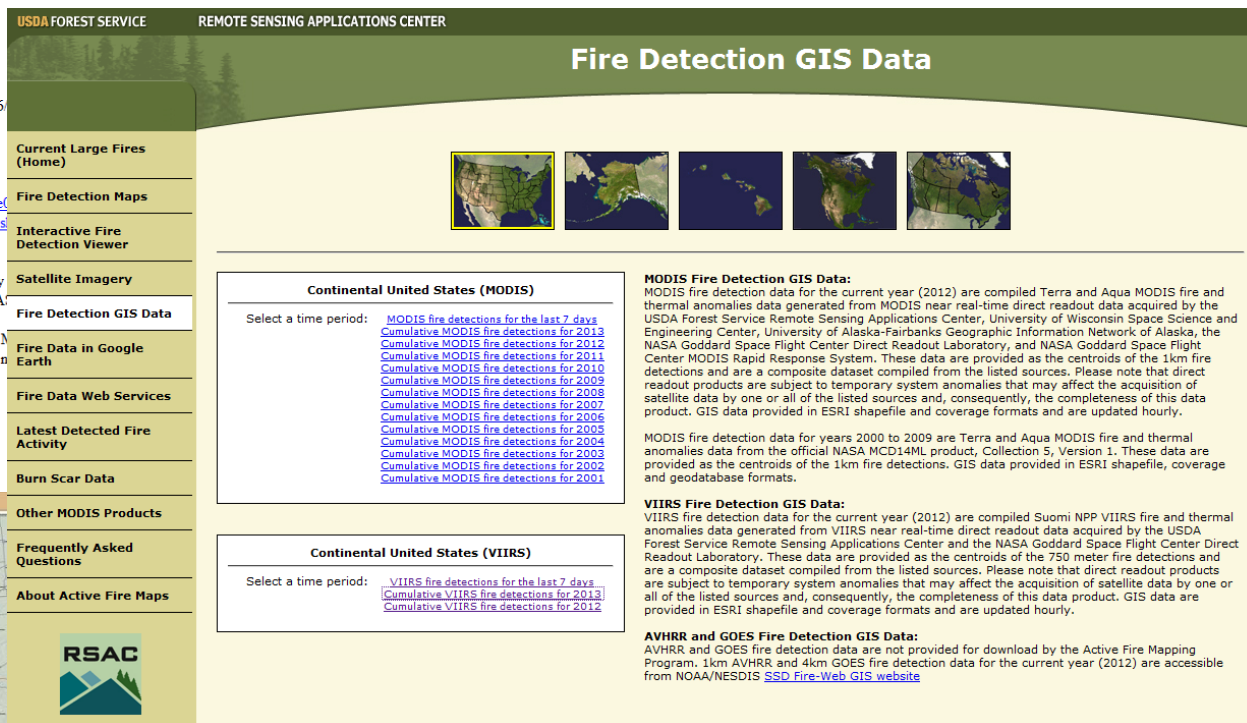 USDA FOREST SERVICE
REMOTE SENSING APPLICATIONS CENTER
Fire Detection GIS Data
Current Large Fires
(Home)
Fire Detection Maps
Interactive Fire
Detection Viewer
Satellite Imagery
Fire Detection GIS Data
Fire Data in Google
Earth
Fire Data Web Services
Latest Detected Fire
Activity
Burn Scar Data
Other MODIS Products
Frequently Asked
Questions
About Active Fire Maps
RSAC
Continental United States (MODIS)
Select a time period: MODIS fire detections for the last 7 days
Cumulative MODIS fire detections for 2013
Cumulative MODIS fire detections for 2012
Cumulative MODIS fire detections for 2011
Cumulative MODIS fire detections for 2010
Cumulative MODIS fire detections for 2009
Cumulative MODIS fire detections for 2008
Cumulative MODIS fire detections for 2007
Cumulative MODIS fire detections for 2006
Cumulative MODIS fire detections for 2005
Cumulative MODIS fire detections for 2004
Cumulative MODIS fire detections for 2003
Cumulative MODIS fire detections for 2002
Cumulative MODIS fire detections for 2001
Continental United States (VIIRS)
Select a time period: VIIRS fire detections for the last 7 days
Cumulative VIIRS fire detections for 2013
Cumulative VIIRS fire detections for 2012
MODIS Fire Detection GIS Data:
MODIS fire detection data for the current year (2012) are compiled Terra and Aqua MODIS fire and
thermal anomalies data generated from MODIS near real-time direct readout data acquired by the
USDA Forest Service Remote Sensing Applications Center, University of Wisconsin Space Science and
Engineering Center, University of Alaska-Fairbanks Geographic Information Network of Alaska, the
NASA Goddard Space Flight Center Direct Readout Laboratory, and NASA Goddard Space Flight
Center MODIS Rapid Response System. These data are provided as the centroids of the 1km fire
detections and are a composite dataset compiled from the listed sources. Please note that direct
readout products are subject to temporary system anomalies that may affect the acquisition of
satellite data by one or all of the listed sources and, consequently, the completeness of this data
product. GIS data provided in ESRI shapefile and coverage formats and are updated hourly.
MODIS fire detection data for years 2000 to 2009 are Terra and Aqua MODIS fire and thermal
anomalies data from the official NASA MCD14ML product, Collection 5, Version 1. These data are
provided as the centroids of the 1km fire detections. GIS data provided in ESRI shapefile, coverage
and geodatabase formats.
VIIRS Fire Detection GIS Data:
VIIRS fire detection data for the current year (2012) are compiled Suomi NPP VIIRS fire and thermal
anomalies data generated from VIIRS near real-time direct readout data acquired by the USDA
Forest Service Remote Sensing Applications Center and the NASA Goddard Space Flight Center Direct
Readout Laboratory. These data are provided as the centroids of the 750 meter fire detections and
are a composite dataset compiled from the listed sources. Please note that direct readout products
are subject to temporary system anomalies that may affect the acquisition of satellite data by one or
all of the listed sources and, consequently, the completeness of this data product. GIS data are
provided in ESRI shapefile and coverage formats and are updated hourly.
AVHRR and GOES Fire Detection GIS Data:
AVHRR and GOES fire detection data are not provided for download by the Active Fire Mapping
Program. 1km AVHRR and 4km GOES fire detection data for the current year (2012) are accessible
from NOAA/NESDIS SSD Fire-Web GIS website